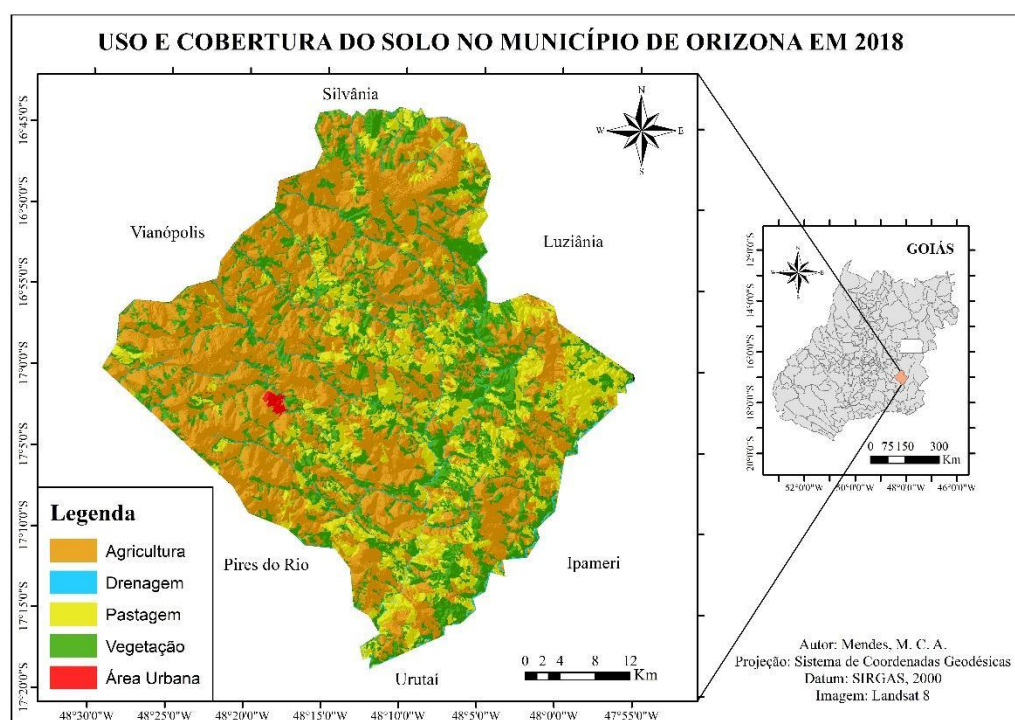 USO E COBERTURA DO SOLO NO MUNICÍPIO DE ORIZONA EM 2018
Silvânia
Vianópolis
Luziânia
Pires do Rio
Ipameri
Urutaí
N
W E
S
16°45'0"S
16°50'0"S
16°55'0"S
17°0'0"S
17°5'0"S
17°10'0"S
17°15'0"S
17°20'0"S
48°30'0"W 48°25'0"W 48°20'0"W 48°15'0"W 48°10'0"W 48°5'0"W 48°0'0"W 47°55'0"W
Legenda
Agricultura
Drenagem
Pastagem
Vegetação
Área Urbana
0 2 4 8 12
Km
GOIÁS
N
12°0'0"S
14°0'0"S
16°0'0"S
18°0'0"S
20°0'0"S
0 75 150 300
Km
52°0'0"W 50°0'0"W 48°0'0"W 46°0'0"W
Autor: Mendes, M. C. A.
Projeção: Sistema de Coordenadas Geodésicas
Datum: SIRGAS, 2000
Imagem: Landsat 8